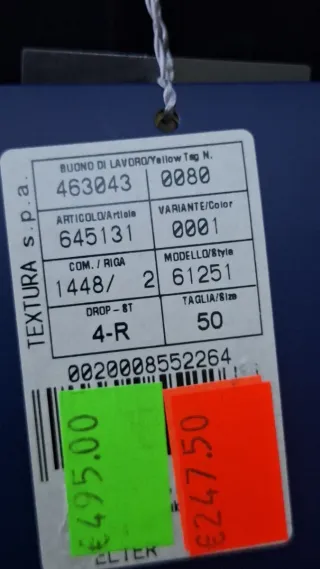 BUONO DI LAVORO/Yellow Tag N.
463043 0080
ARTICOLO/Article VARIANTE/Color
645131 0001
COM. / RIGA MODELLO/Style
1448/ 2 61251
DROP - ST TAGLIA/Size
4-R 50
TEXTURA s.p.a.
0020008552264
€495.00
€247.50